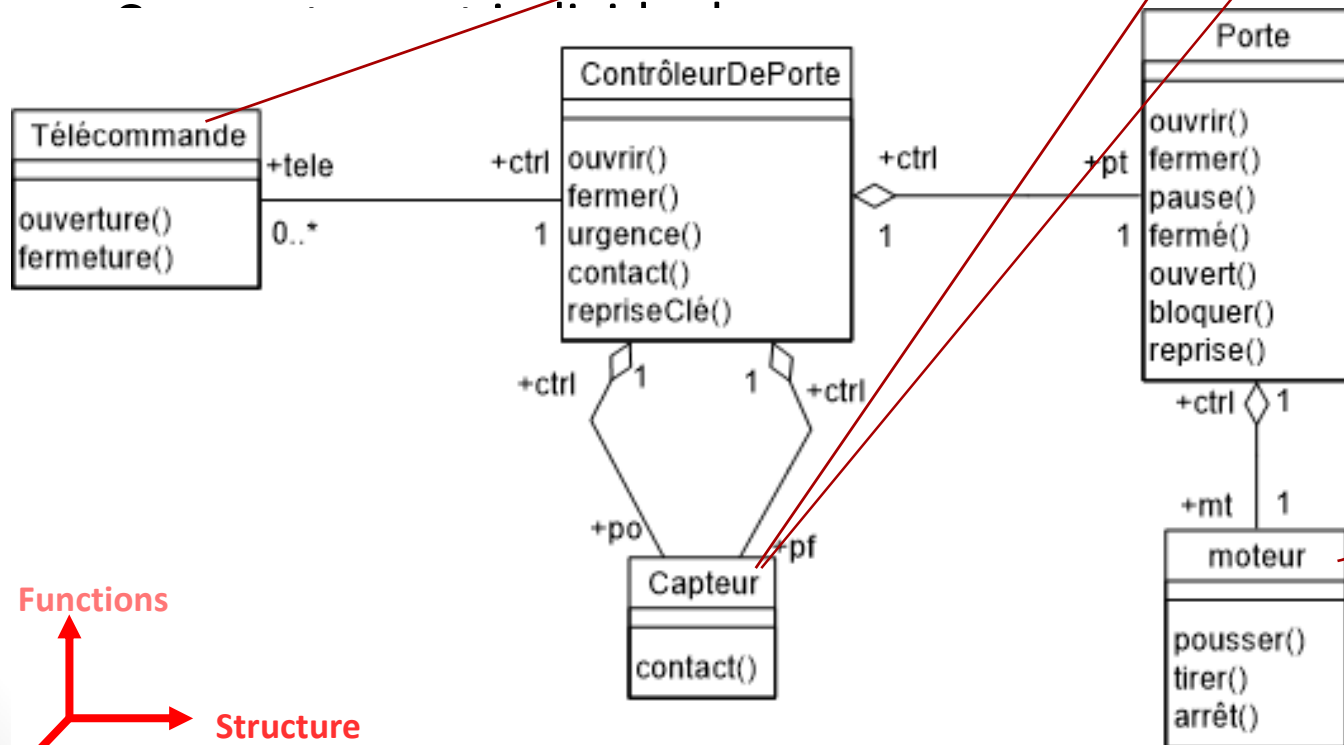 Porte
ouvrir()
fermer()
pause()
fermé()
ouvert()
bloquer()
reprise()
ContrôleurDePorte
ouvrir()
fermer()
urgence()
contact()
repriseClé()
Télécommande
ouverture()
fermeture()
+tele
0..*
+ctrl
1
+ctrl
1
+pt
1
+ctrl
1
1
+ctrl
+po
+pf
Capteur
contact()
+ctrl
1
+mt
1
moteur
pousser()
tirer()
arrêt()
Functions
Structure